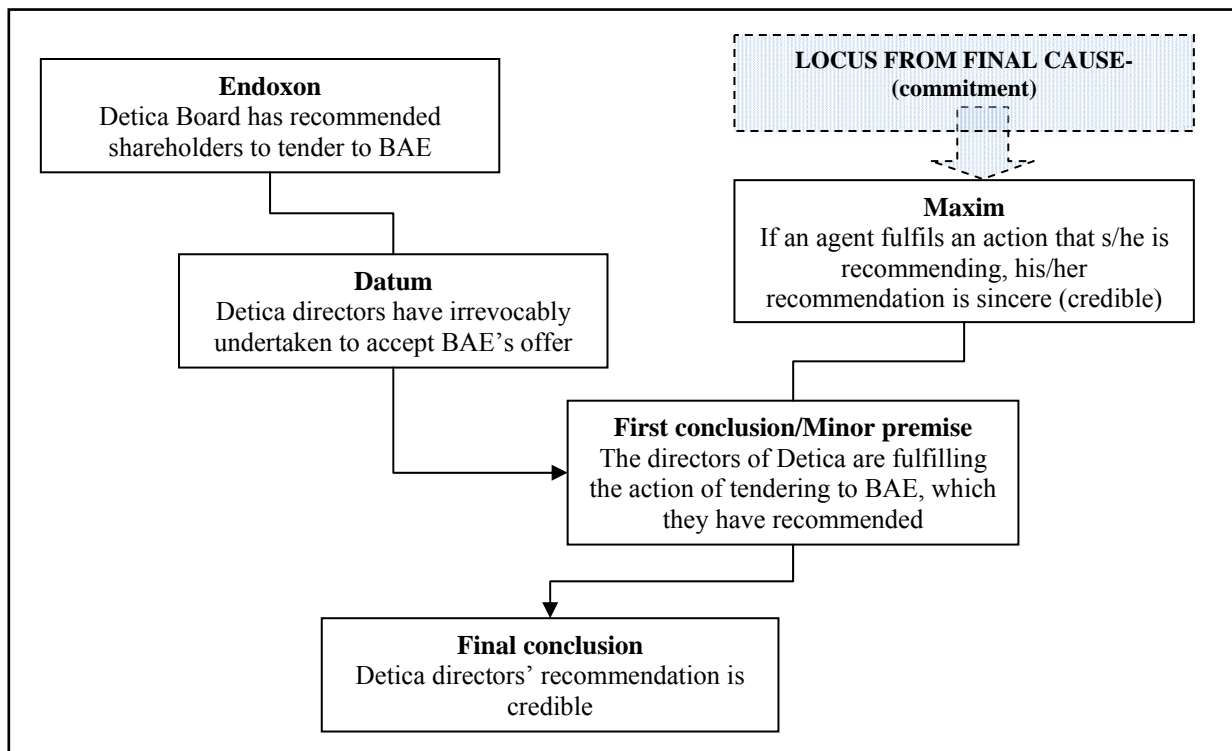 Endoxon
Detica Board has recommended
shareholders to tender to BAE
LOCUS FROM FINAL CAUSE-
(commitment)
Maxim
If an agent fulfils an action that s/he is
recommending, his/her
recommendation is sincere (credible)
Datum
Detica directors have irrevocably
undertaken to accept BAE’s offer
First conclusion/Minor premise
The directors of Detica are fulfilling
the action of tendering to BAE, which
they have recommended
Final conclusion
Detica directors’ recommendation is
credible